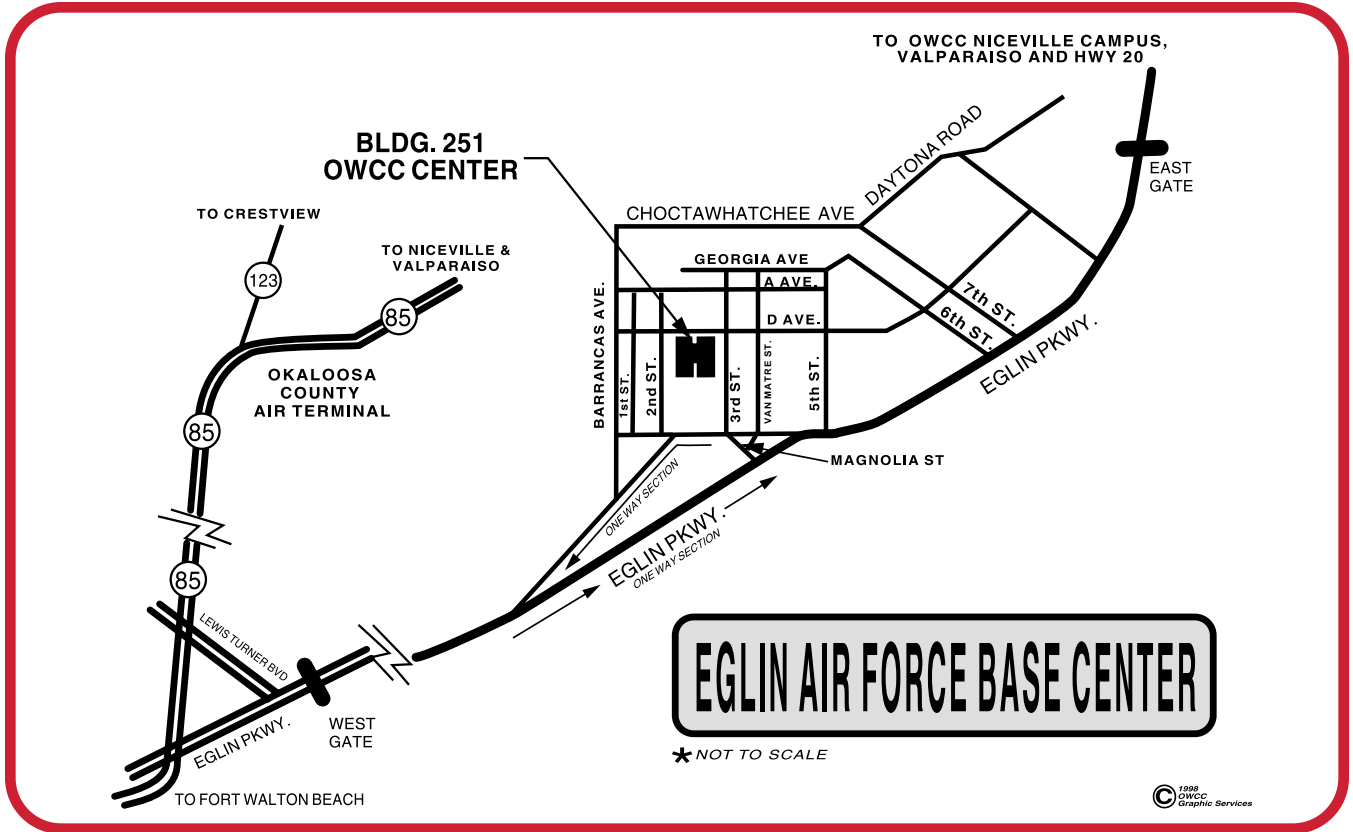 TO OWCC NICEVILLE CAMPUS,
VALPARAISO AND HWY 20
BLDG. 251
OWCC CENTER
DAYTONA ROAD
EAST
GATE
TO CRESTVIEW
CHOCTAWHATCHEE AVE
TO NICEVILLE &
VALPARAISO
GEORGIA AVE
123
A AVE.
85
D AVE.
7th ST.
6th ST.
EGLIN PKWY.
BARRANCAS AVE.
1st ST.
2nd ST.
3rd ST.
VAN MATRE ST.
5th ST.
OKALOOSA
COUNTY
AIR TERMINAL
85
MAGNOLIA ST
ONE WAY SECTION
EGLIN PKWY.
ONE WAY SECTION
85
LEWIS TURNER BVD
WEST
GATE
EGLIN PKWY.
TO FORT WALTON BEACH
EGLIN AIR FORCE BASE CENTER
* NOT TO SCALE
© 1998
OWCC
Graphic Services